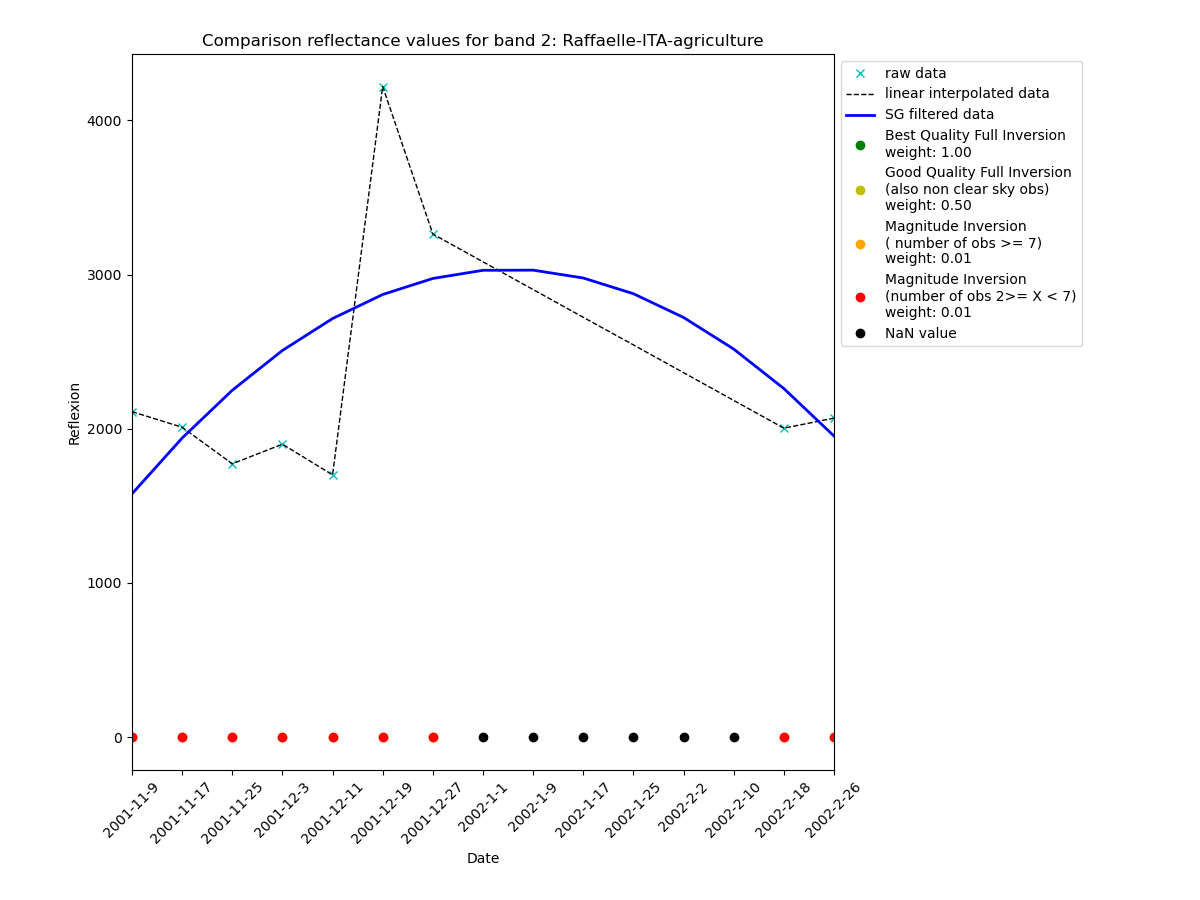 Comparison reflectance values for band 2: Raffaelle-ITA-agriculture
raw data
linear interpolated data
SG filtered data
Best Quality Full Inversion
weight: 1.00
Good Quality Full Inversion
(also non clear sky obs)
weight: 0.50
Magnitude Inversion
( number of obs >= 7)
weight: 0.01
Magnitude Inversion
(number of obs 2>= X < 7)
weight: 0.01
NaN value
Reflexion
4000
3000
2000
1000
0
2001-11-9
2001-11-17
2001-11-25
2001-12-3
2001-12-11
2001-12-19
2001-12-27
2002-1-1
2002-1-9
2002-1-17
2002-1-25
2002-2-2
2002-2-10
2002-2-18
2002-2-26
Date